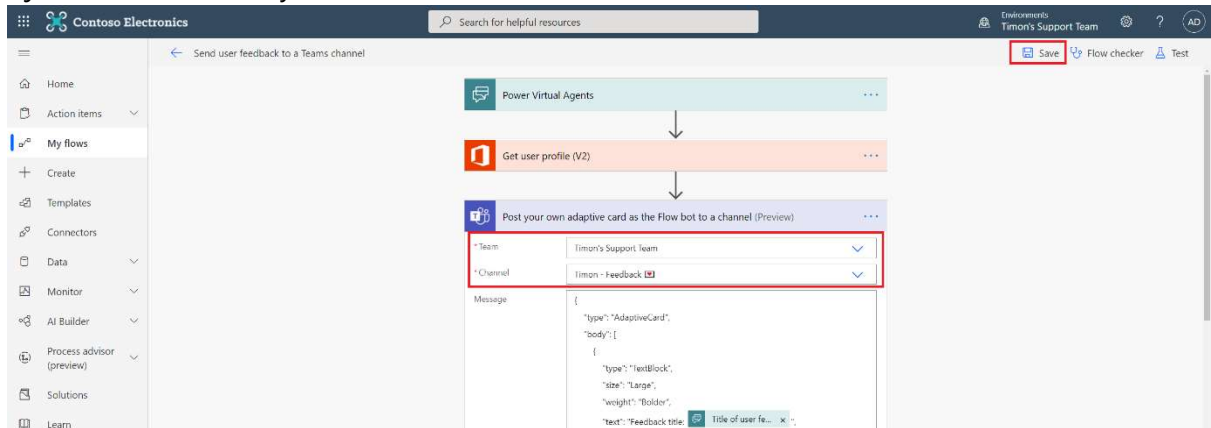 Contoso Electronics
Search for helpful resources
Environments
Timon's Support Team
?
AD
Send user feedback to a Teams channel
Save
Flow checker
Test
Home
Action items
My flows
Create
Templates
Connectors
Data
Monitor
AI Builder
Process advisor
(preview)
Solutions
Learn
Power Virtual Agents
Get user profile (V2)
Post your own adaptive card as the Flow bot to a channel (Preview)
* Team
Timon's Support Team
* Channel
Timon - Feedback 💌
Message
{
"type": "AdaptiveCard",
"body": [
{
"type": "TextBlock",
"size": "Large",
"weight": "Bolder",
"text": "Feedback title: Title of user fe... x ",